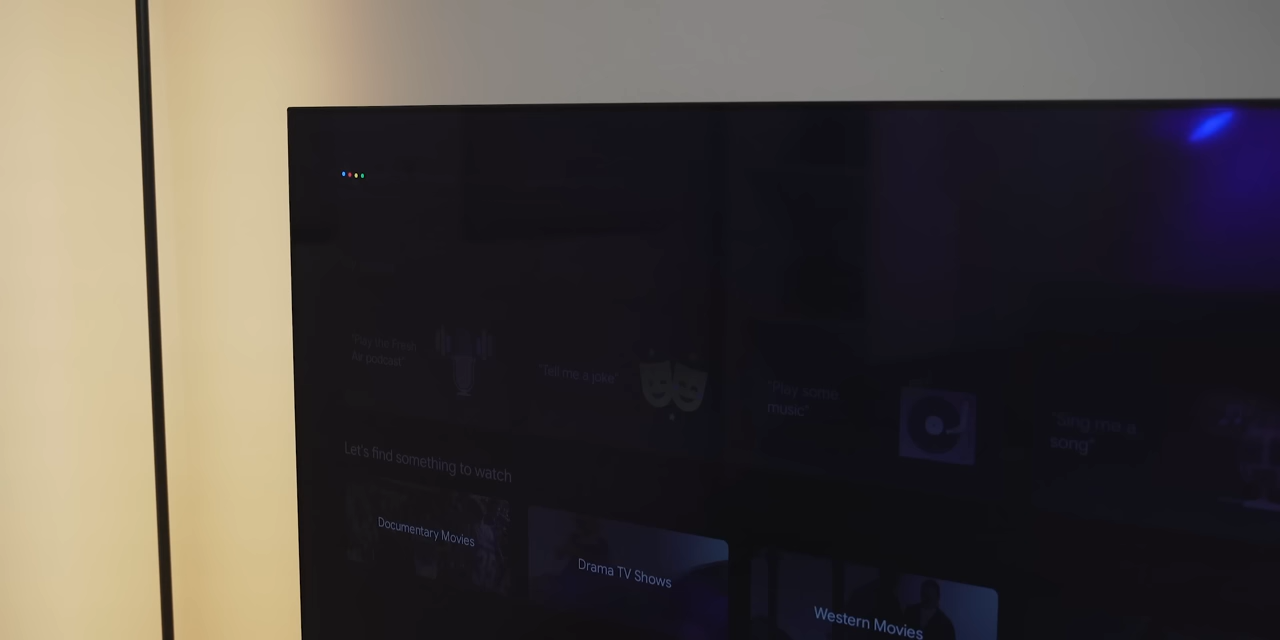 "Play the Fresh
Air podcast"
"Tell me a joke"
"Play some
music"
"Sing me a
song"
Let's find something to watch
Documentary Movies
Drama TV Shows
Western Movies